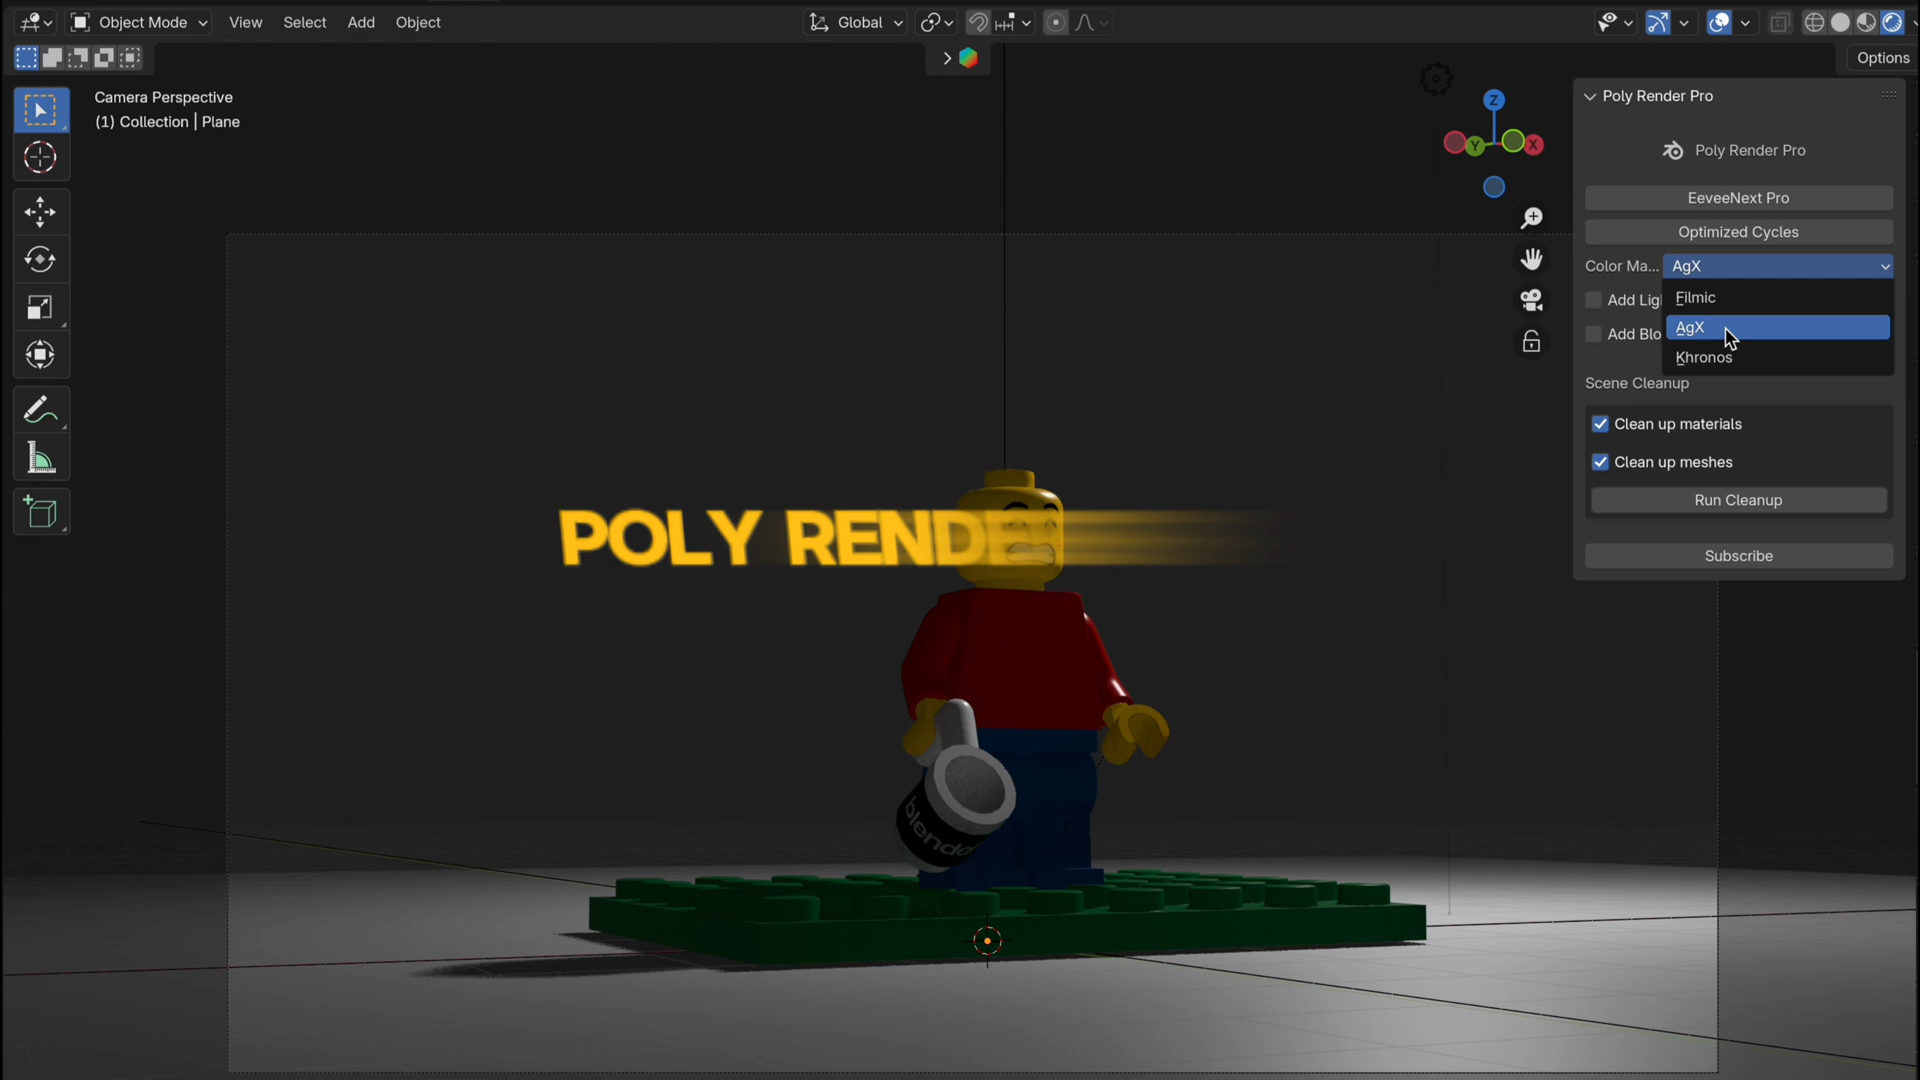 Object Mode View Select Add Object Global
Options
Camera Perspective
(1) Collection | Plane
Z
Y
X
Poly Render Pro
Poly Render Pro
EeveeNext Pro
Optimized Cycles
Color Ma... AgX
Add Lig
Filmic
Add Blo
AgX
Khronos
Scene Cleanup
Clean up materials
Clean up meshes
Run Cleanup
Subscribe
POLY RENDE